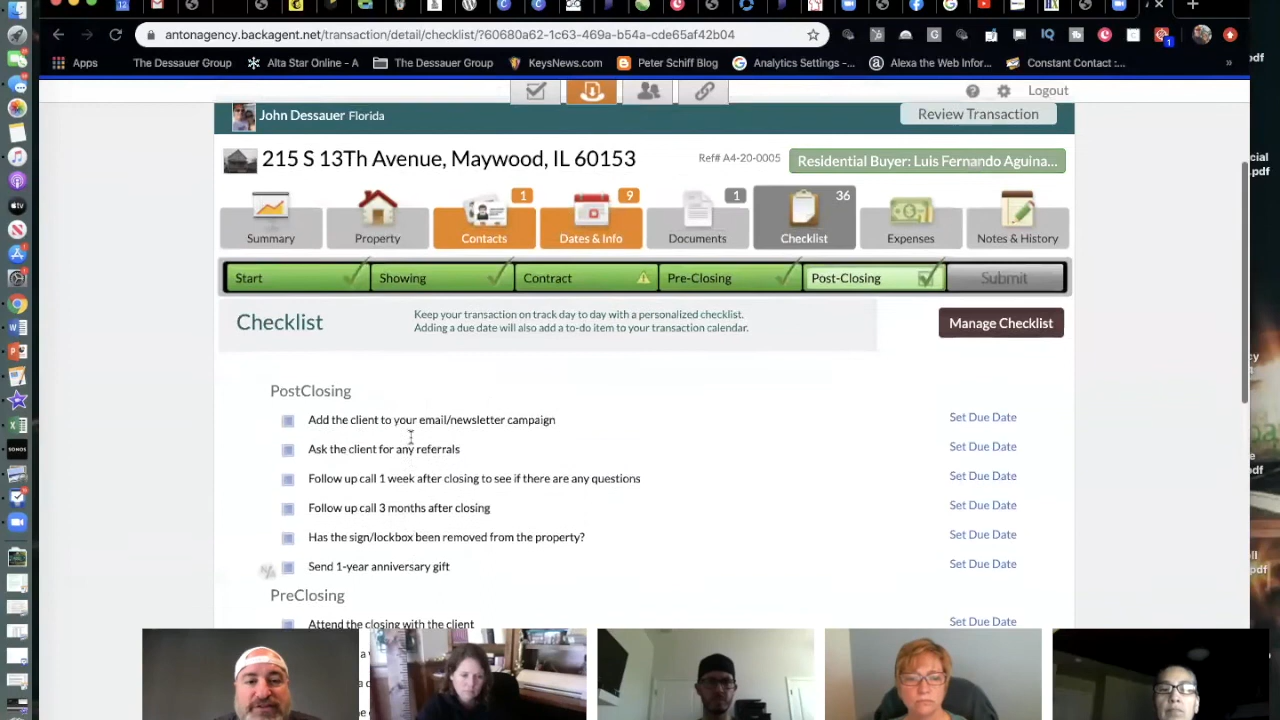 antonagency.backagent.net/transaction/detail/checklist/?60680a62-1c63-469a-b54a-cde65af42b04
Apps
The Dessauer Group
Alta Star Online - A
The Dessauer Group
KeysNews.com
Peter Schiff Blog
Analytics Settings -...
Alexa the Web Infor...
Constant Contact :...
»
Logout
John Dessauer Florida
Review Transaction
215 S 13Th Avenue, Maywood, IL 60153
Ref# A4-20-0005
Residential Buyer: Luis Fernando Aguina...
1
9
1
36
Summary
Property
Contacts
Dates & Info
Documents
Checklist
Expenses
Notes & History
Start
Showing
Contract
Pre-Closing
Post-Closing
Submit
Checklist
Keep your transaction on track day to day with a personalized checklist.
Adding a due date will also add a to-do item to your transaction calendar.
Manage Checklist
PostClosing
Add the client to your email/newsletter campaign
Set Due Date
Ask the client for any referrals
Set Due Date
Follow up call 1 week after closing to see if there are any questions
Set Due Date
Follow up call 3 months after closing
Set Due Date
Has the sign/lockbox been removed from the property?
Set Due Date
Send 1-year anniversary gift
Set Due Date
PreClosing
Attend the closing with the client
Set Due Date